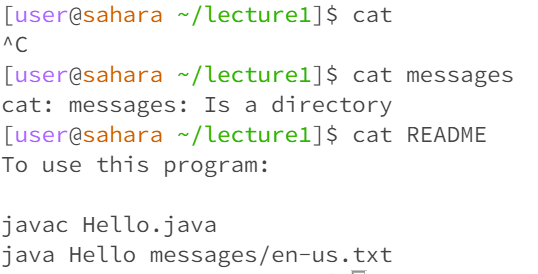 [user@sahara ~/lecture1]$ cat
^C
[user@sahara ~/lecture1]$ cat messages
cat: messages: Is a directory
[user@sahara ~/lecture1]$ cat README
To use this program:
javac Hello.java
java Hello messages/en-us.txt